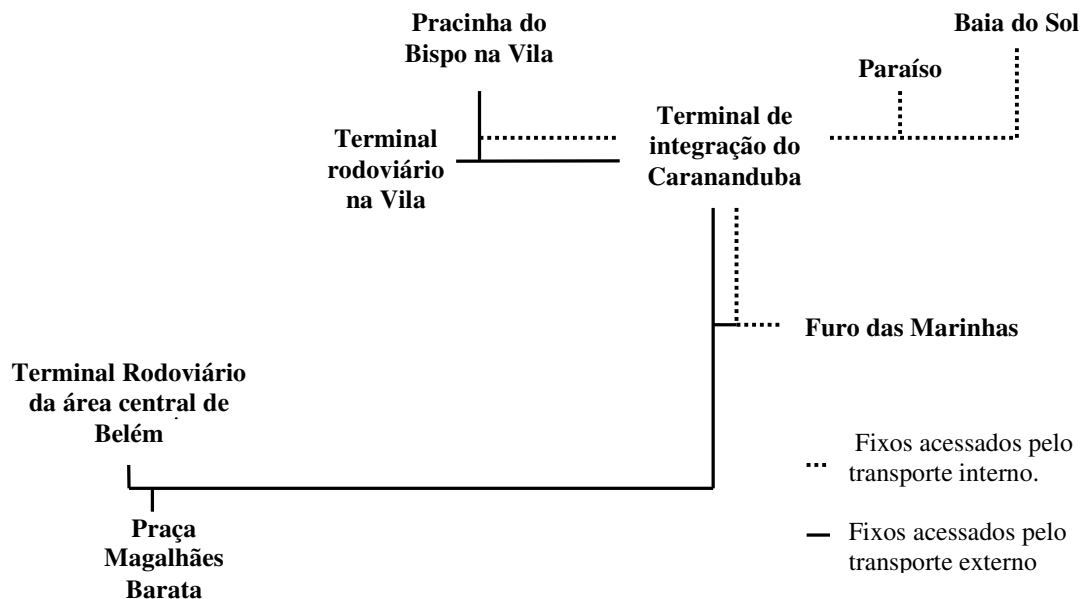 Pracinha do
Bispo na Vila
Baia do Sol
Paraíso
Terminal
rodoviário
na Vila
Terminal de
integração do
Carananduba
Furo das Marinhas
Terminal Rodoviário
da área central de
Belém
Praça
Magalhães
Barata
Fixos acessados pelo
transporte interno.
Fixos acessados pelo
transporte externo